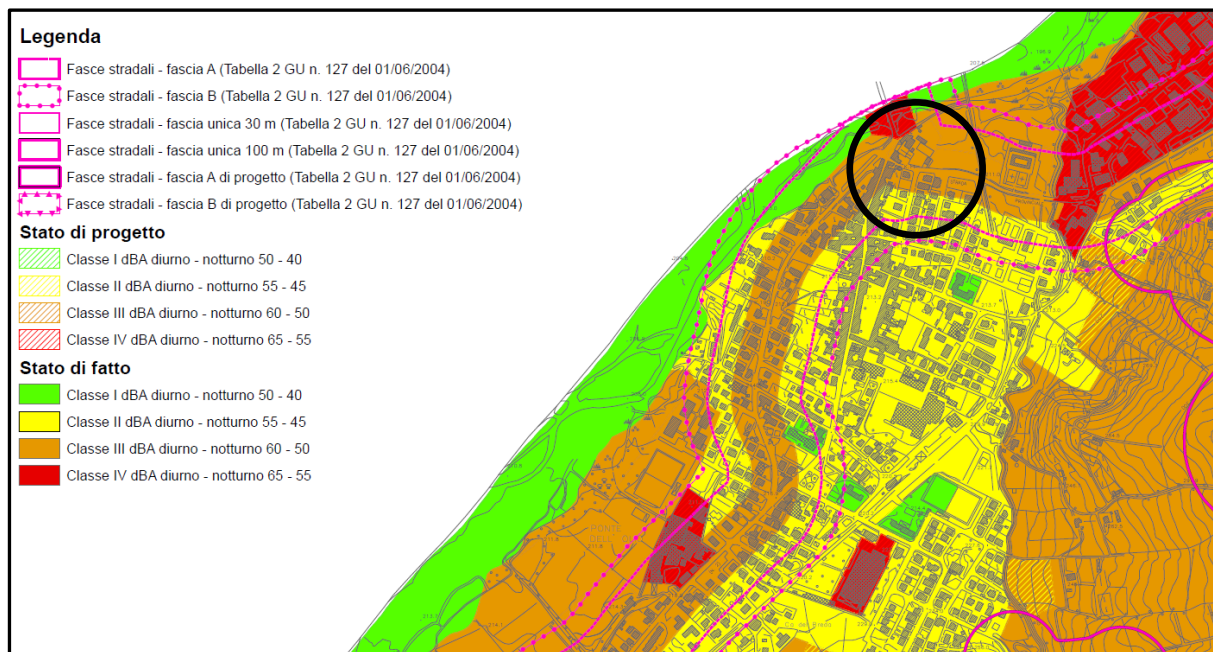 Legenda
Fasce stradali - fascia A (Tabella 2 GU n. 127 del 01/06/2004)
Fasce stradali - fascia B (Tabella 2 GU n. 127 del 01/06/2004)
Fasce stradali - fascia unica 30 m (Tabella 2 GU n. 127 del 01/06/2004)
Fasce stradali - fascia unica 100 m (Tabella 2 GU n. 127 del 01/06/2004)
Fasce stradali - fascia A di progetto (Tabella 2 GU n. 127 del 01/06/2004)
Fasce stradali - fascia B di progetto (Tabella 2 GU n. 127 del 01/06/2004)
Stato di progetto
Classe I dBA diurno - notturno 50 - 40
Classe II dBA diurno - notturno 55 - 45
Classe III dBA diurno - notturno 60 - 50
Classe IV dBA diurno - notturno 65 - 55
Stato di fatto
Classe I dBA diurno - notturno 50 - 40
Classe II dBA diurno - notturno 55 - 45
Classe III dBA diurno - notturno 60 - 50
Classe IV dBA diurno - notturno 65 - 55
213.2
PONTE